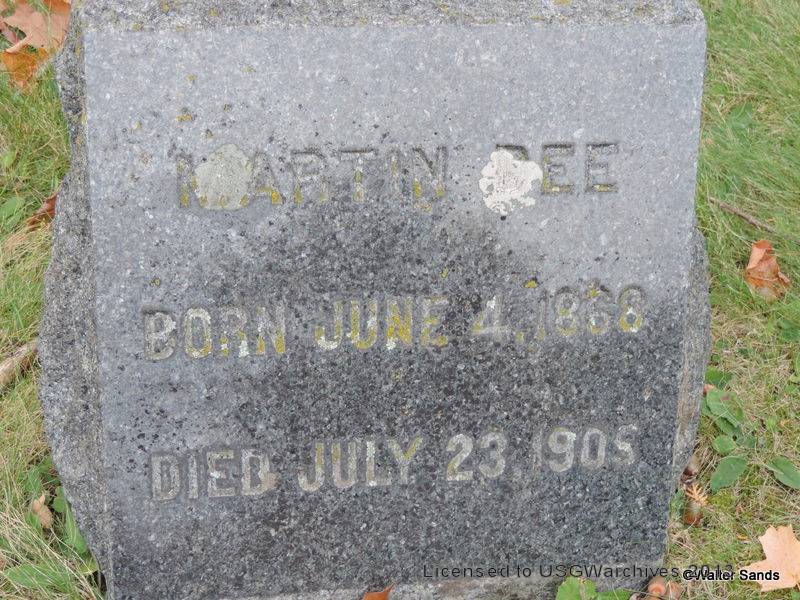 MARTIN
BORN JUNE 4, 1868
DIED JULY 23, 1905
Licensed to USGWarchives 2013
©Walter Sands